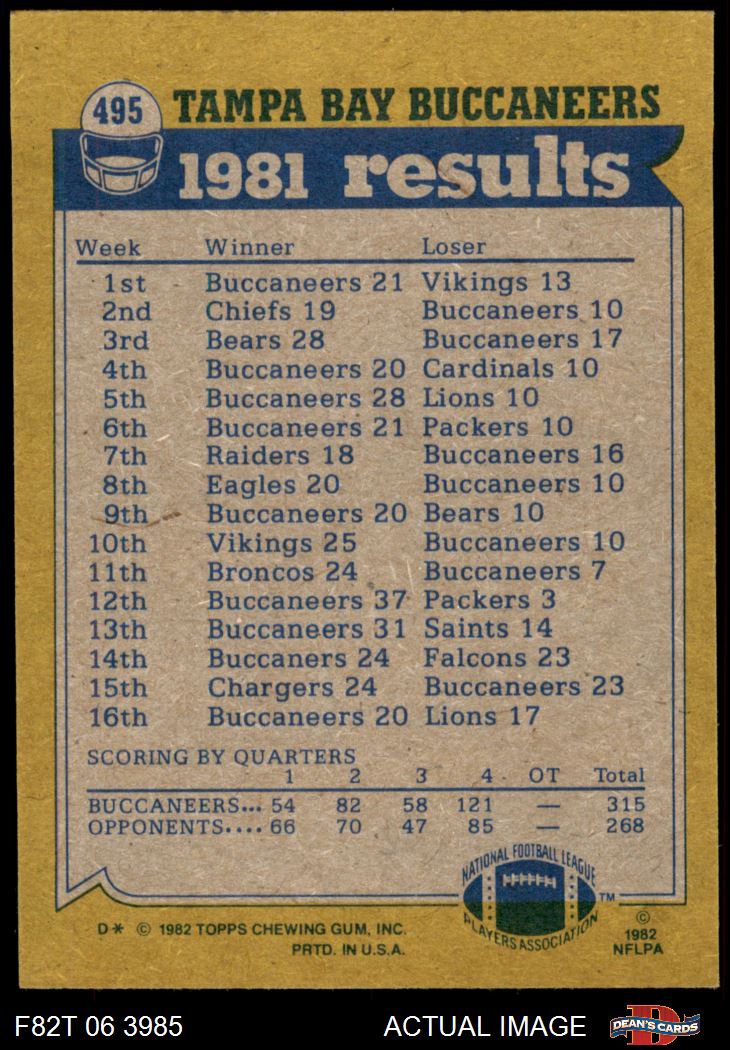 495 TAMPA BAY BUCCANEERS
1981 results
Week Winner Loser
1st Buccaneers 21 Vikings 13
2nd Chiefs 19 Buccaneers 10
3rd Bears 28 Buccaneers 17
4th Buccaneers 20 Cardinals 10
5th Buccaneers 28 Lions 10
6th Buccaneers 21 Packers 10
7th Raiders 18 Buccaneers 16
8th Eagles 20 Buccaneers 10
9th Buccaneers 20 Bears 10
10th Vikings 25 Buccaneers 10
11th Broncos 24 Buccaneers 7
12th Buccaneers 37 Packers 3
13th Buccaneers 31 Saints 14
14th Buccaners 24 Falcons 23
15th Chargers 24 Buccaneers 23
16th Buccaneers 20 Lions 17
SCORING BY QUARTERS
1 2 3 4 OT Total
BUCCANEERS... 54 82 58 121 — 315
OPPONENTS.... 66 70 47 85 — 268
NATIONAL FOOTBALL LEAGUE
PLAYERS ASSOCIATION
TM
D* © 1982 TOPPS CHEWING GUM, INC.
PRTD. IN U.S.A.
©
1982
NFLPA
F82T 06 3985 ACTUAL IMAGE
D
DEAN'S CARDS